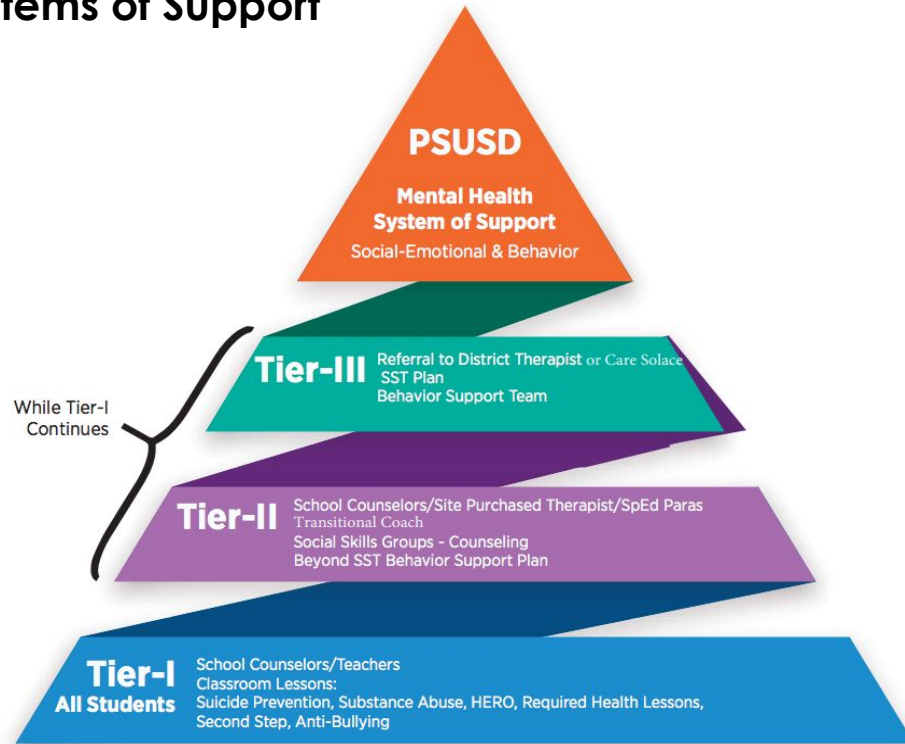 of Support
PSUSD
Mental Health
System of Support
Social-Emotional & Behavior
While Tier-I
Continues
Tier-III
Referral to District Therapist or Care Solace
SST Plan
Behavior Support Team
Tier-II
School Counselors/Site Purchased Therapist/SpEd Paras
Transitional Coach
Social Skills Groups - Counseling
Beyond SST Behavior Support Plan
Tier-I
All Students
School Counselors/Teachers
Classroom Lessons:
Suicide Prevention, Substance Abuse, HERO, Required Health Lessons,
Second Step, Anti-Bullying